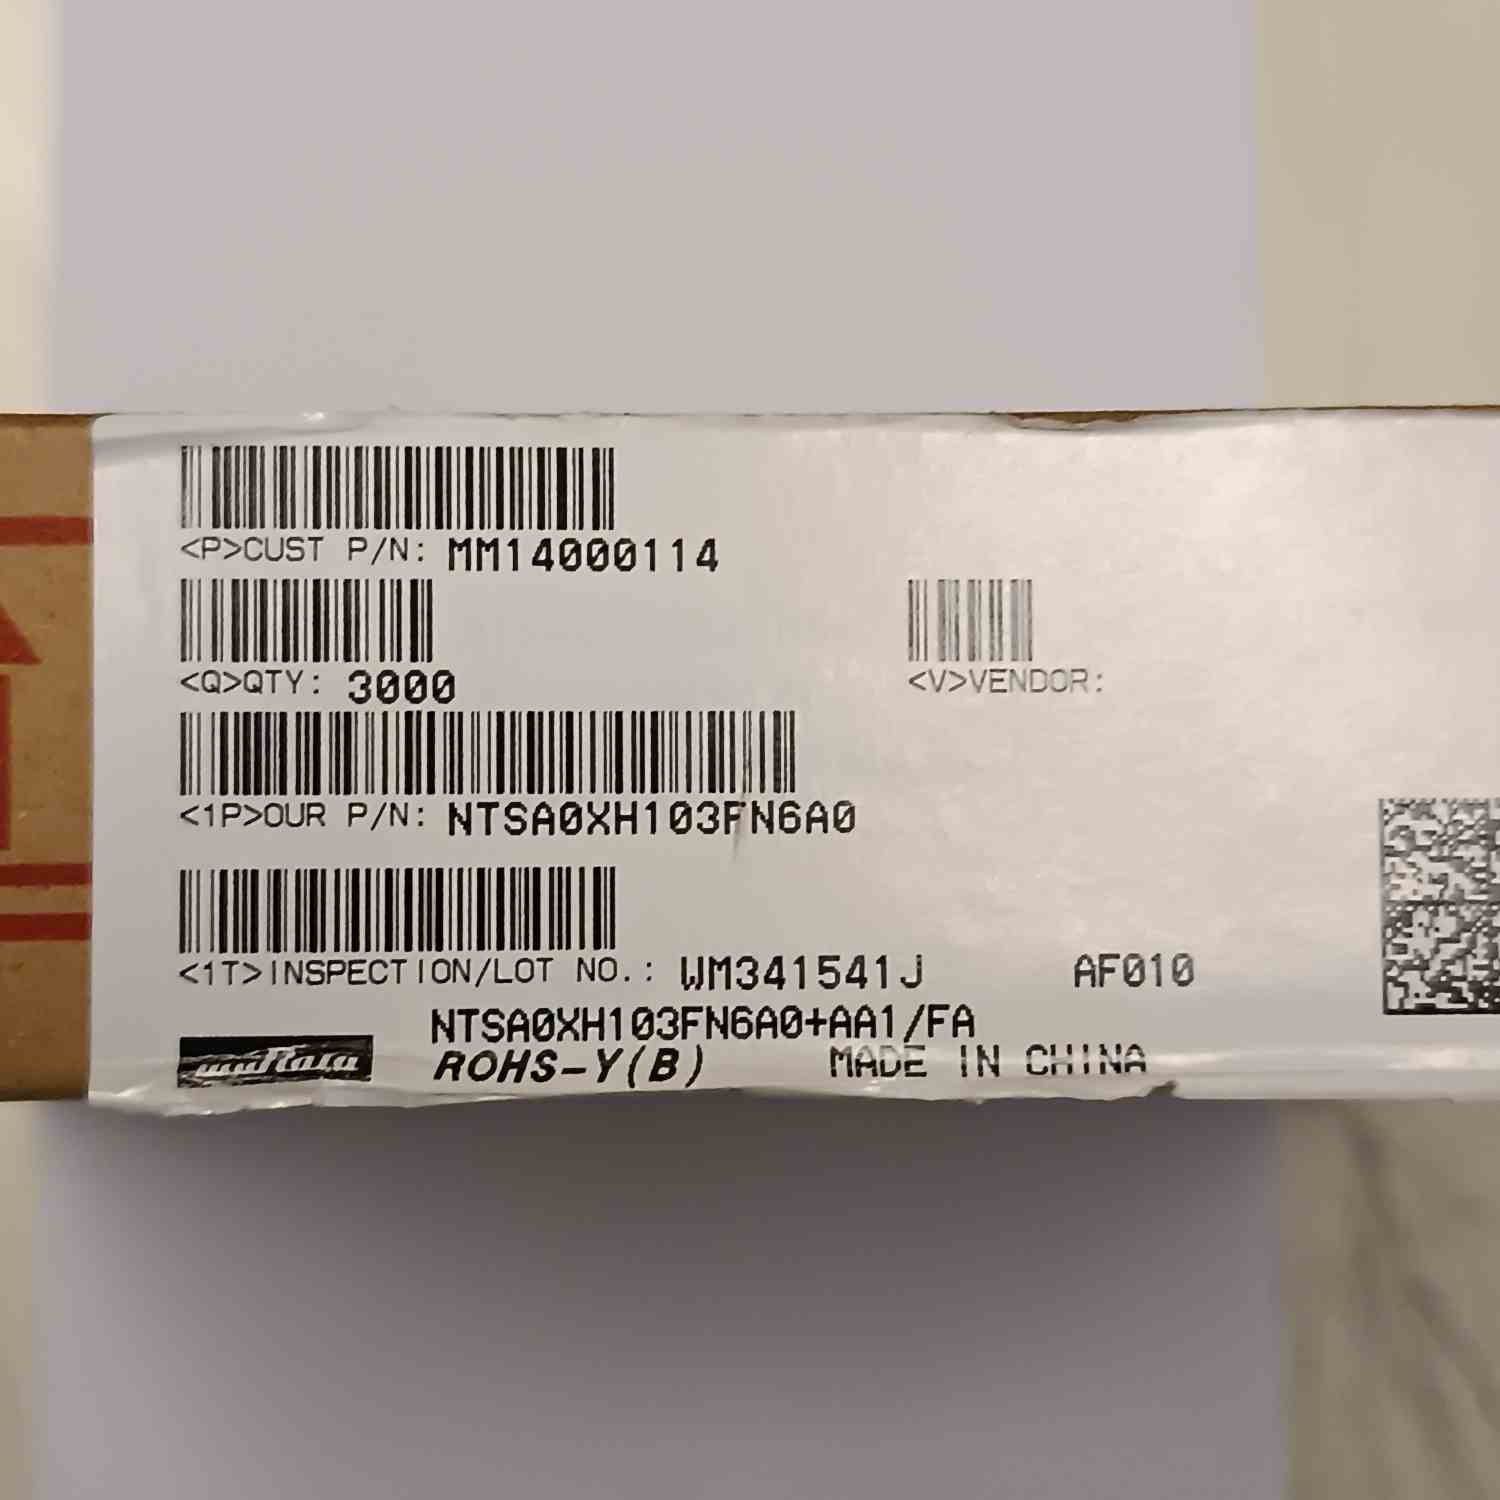 <P>CUST P/N: MM14000114
<Q>QTY: 3000
<V>VENDOR:
<1P>OUR P/N: NTSA0XH103FN6A0
<1T>INSPECTION/LOT NO.: WM341541J AF010
NTSA0XH103FN6A0+AA1/FA
muRata ROHS-Y(B) MADE IN CHINA